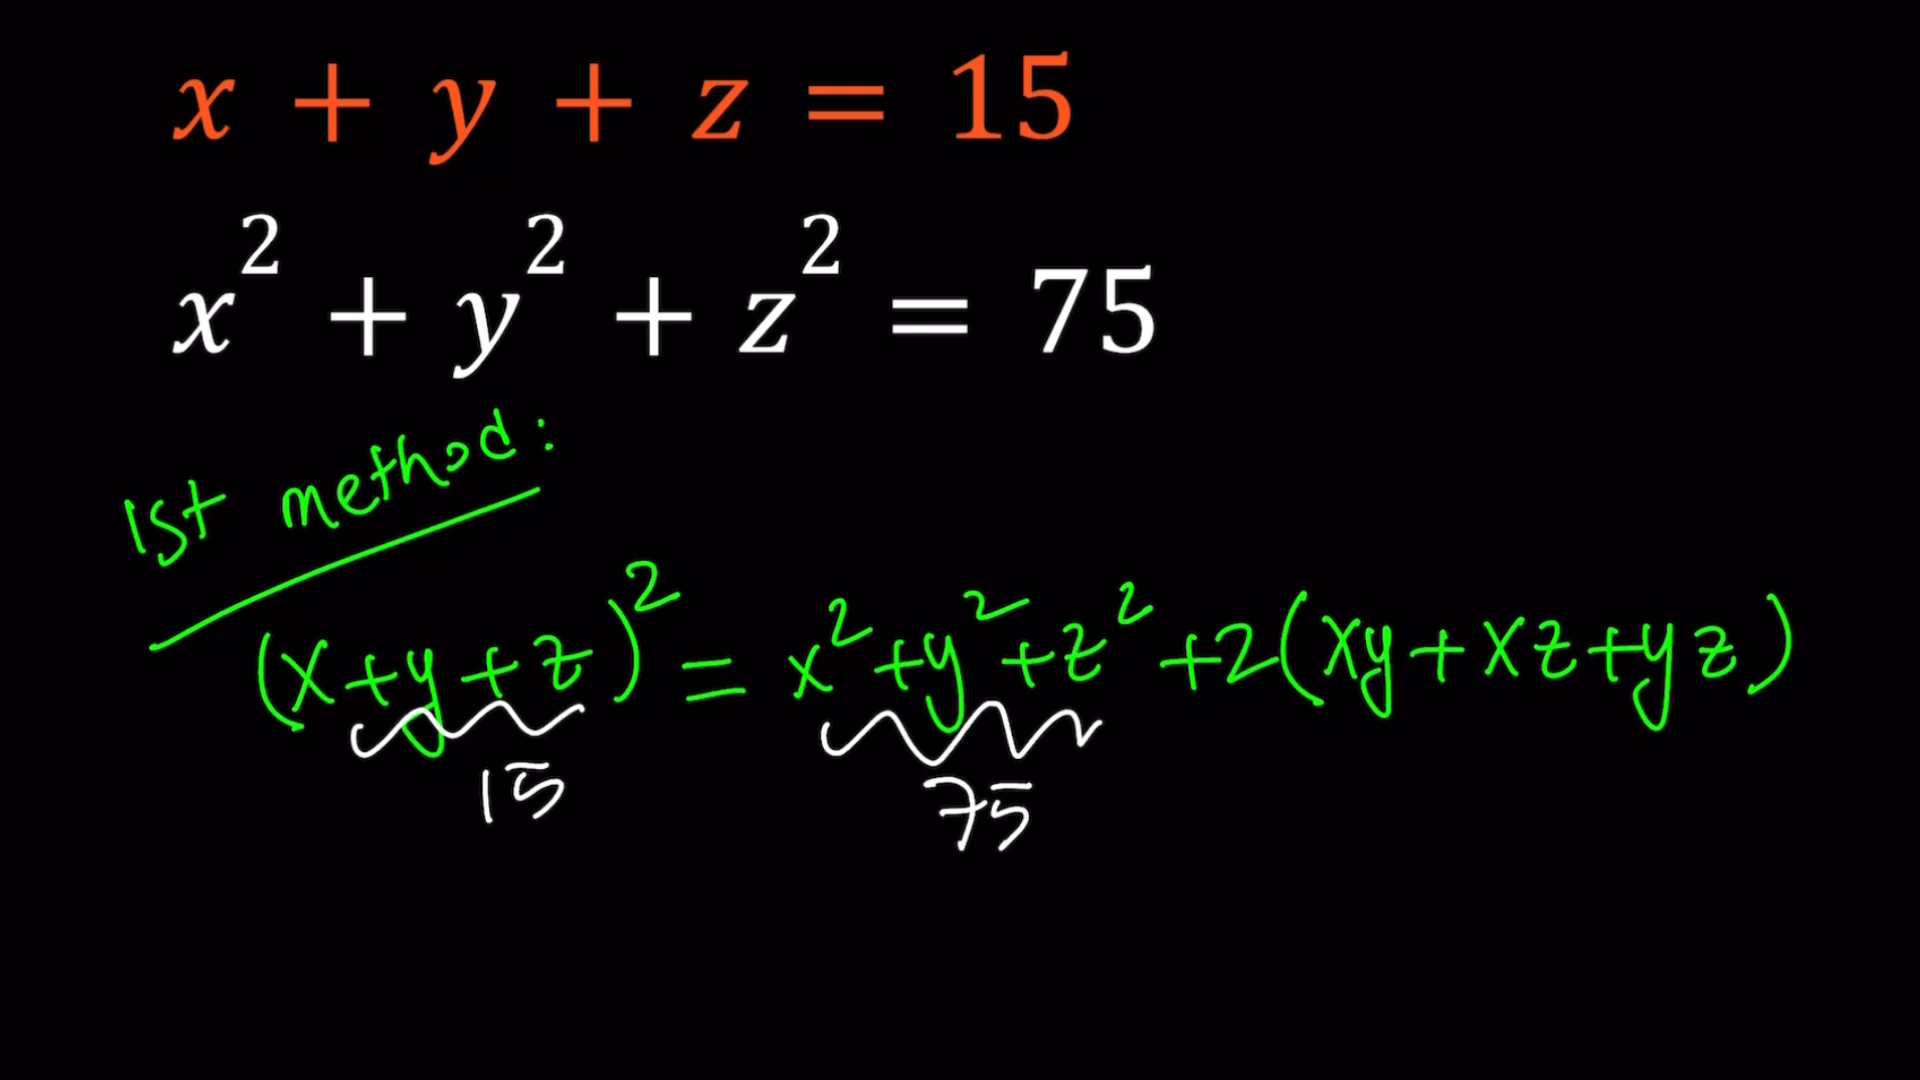 x + y + z = 15
x² + y² + z² = 75
1st method:
(x+y+z)² = x²+y²+z²+2(xy+xz+yz)
15 75